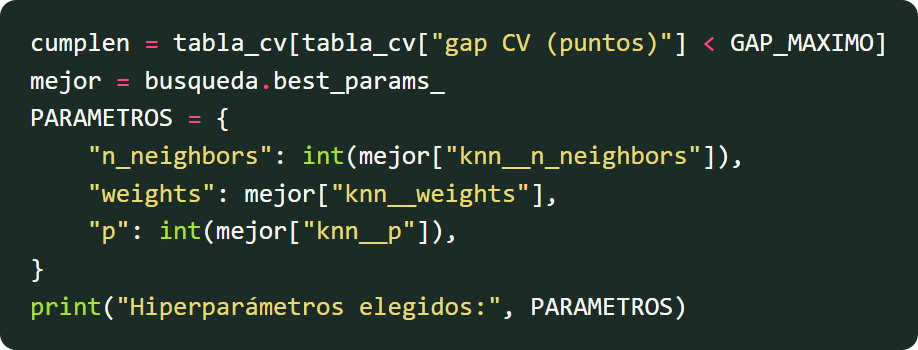 cumplen = tabla_cv[tabla_cv["gap CV (puntos)"] < GAP_MAXIMO]
mejor = busqueda.best_params_
PARAMETROS = {
    "n_neighbors": int(mejor["knn__n_neighbors"]),
    "weights": mejor["knn__weights"],
    "p": int(mejor["knn__p"]),
}
print("Hiperparámetros elegidos:", PARAMETROS)